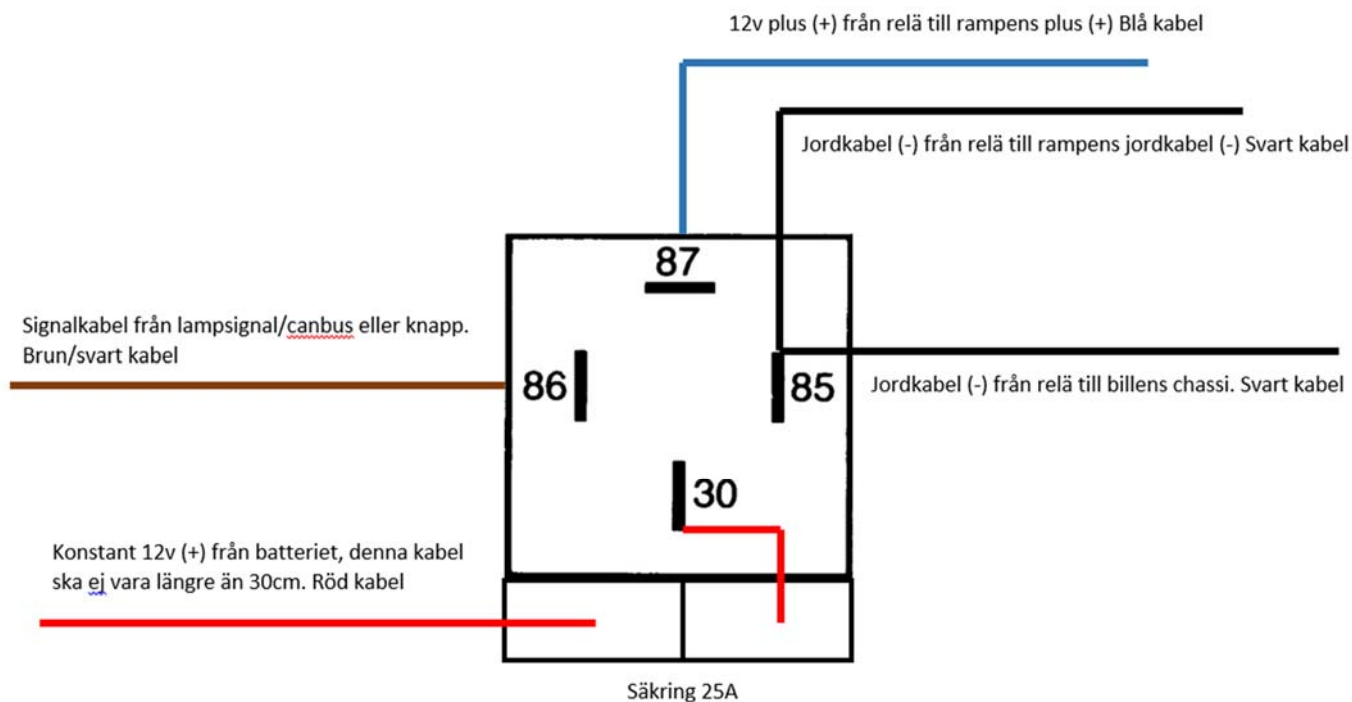 12v plus (+) från relä till rampens plus (+) Blå kabel
Jordkabel (-) från relä till rampens jordkabel (-) Svart kabel
87
Signalkabel från lampsignal/canbus eller knapp.
Brun/svart kabel
86
85
Jordkabel (-) från relä till billens chassi. Svart kabel
30
Konstant 12v (+) från batteriet, denna kabel
ska ej vara längre än 30cm. Röd kabel
Säkring 25A